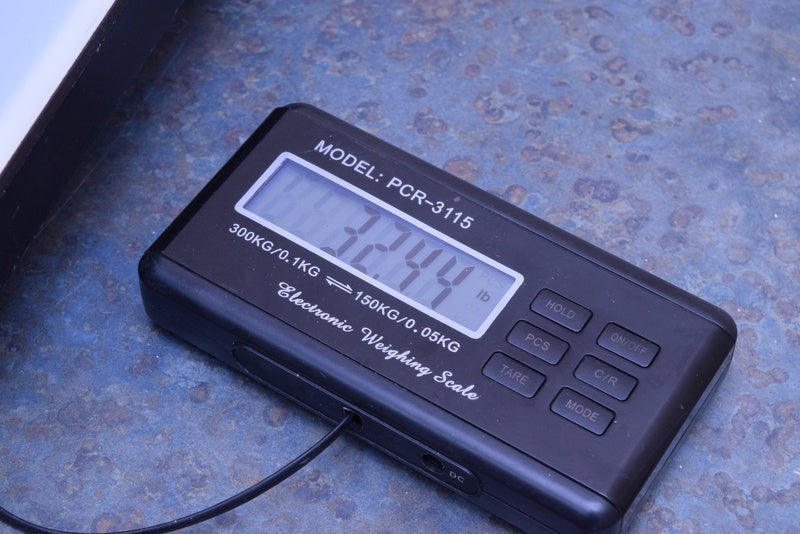 MODEL: PCR-3115
32.44 lb
300KG/0.1KG ⇌ 150KG/0.05KG
Electronic Weighing Scale
HOLD
ON/OFF
PCS
C/R
TARE
MODE
DC